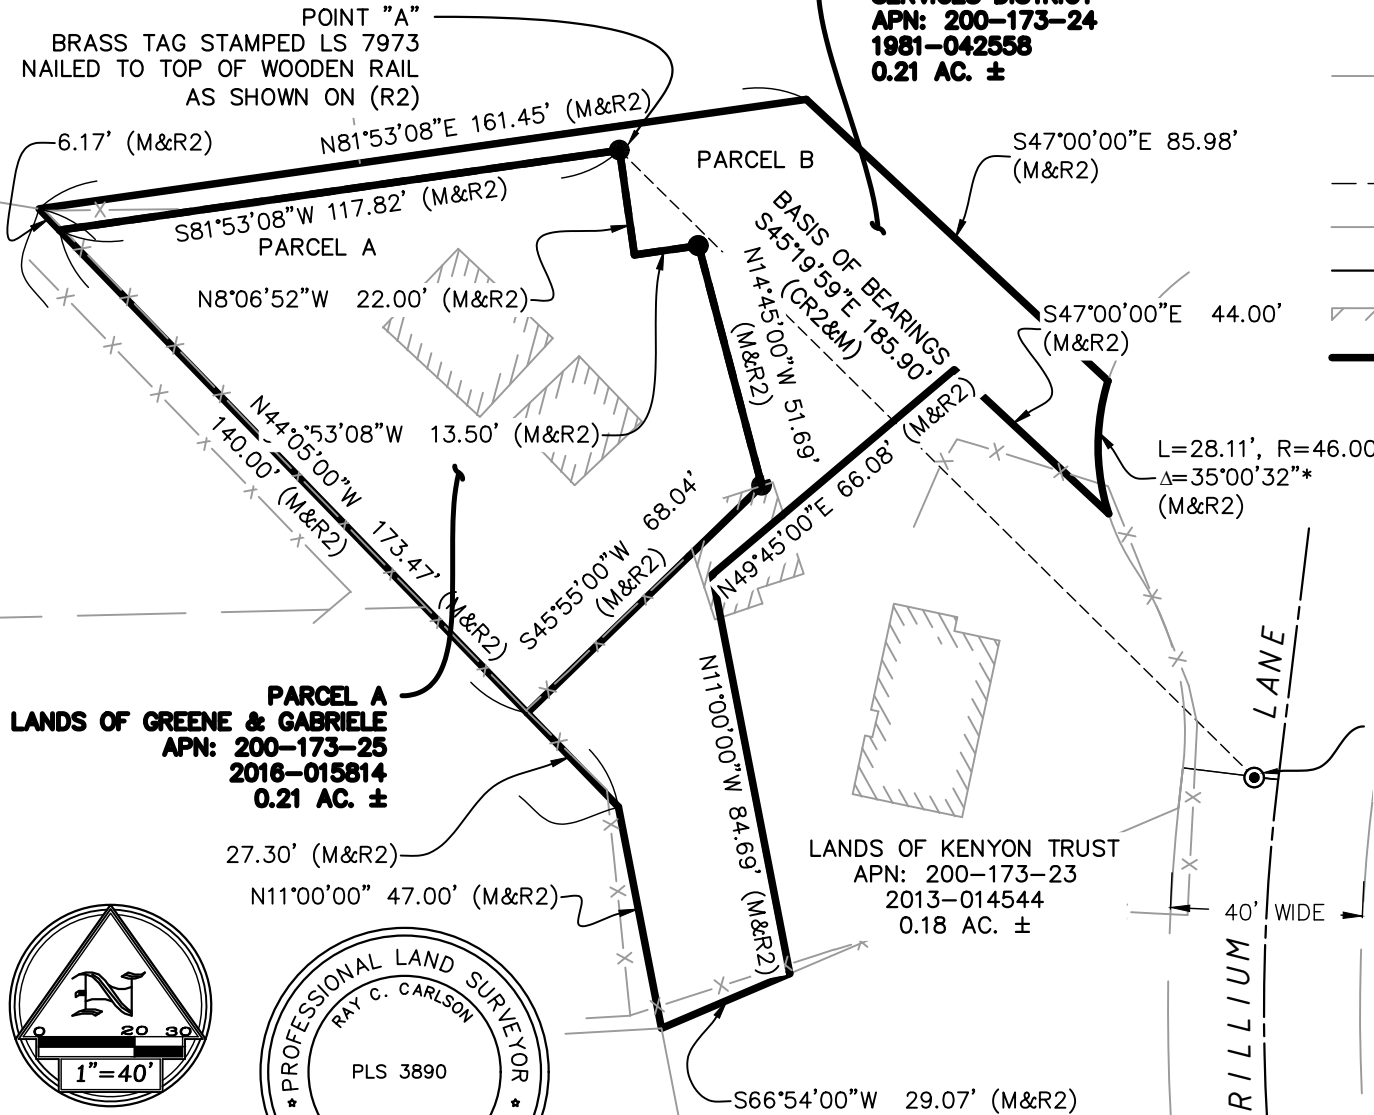 POINT "A"
BRASS TAG STAMPED LS 7973
NAILED TO TOP OF WOODEN RAIL
AS SHOWN ON (R2)
SERVICES DISTRICT
APN: 200-173-24
1981-042558
0.21 AC. ±
6.17' (M&R2)
N81°53'08"E 161.45' (M&R2)
S47°00'00"E 85.98'
(M&R2)
PARCEL B
S81°53'08"W 117.82' (M&R2)
PARCEL A
BASIS OF BEARINGS
S45°19'59"E 185.90'
(CR2&M)
N8°06'52"W 22.00' (M&R2)
N14°45'00"W 51.69'
(M&R2)
S47°00'00"E 44.00'
(M&R2)
°53'08"W 13.50' (M&R2)
N44°05'00"W 173.47' (M&R2)
140.00' (M&R2)
L=28.11', R=46.00
Δ=35°00'32"*
(M&R2)
S45°55'00"W 68.04'
(M&R2)
N49°45'00"E 66.08' (M&R2)
PARCEL A
LANDS OF GREENE & GABRIELE
APN: 200-173-25
2016-015814
0.21 AC. ±
N11°00'00"W 84.69' (M&R2)
27.30' (M&R2)
N11°00'00" 47.00' (M&R2)
LANDS OF KENYON TRUST
APN: 200-173-23
2013-014544
0.18 AC. ±
40' WIDE
RILLIUM LANE
N
0 20 30
1"=40'
PROFESSIONAL LAND SURVEYOR
RAY C. CARLSON
PLS 3890
S66°54'00"W 29.07' (M&R2)